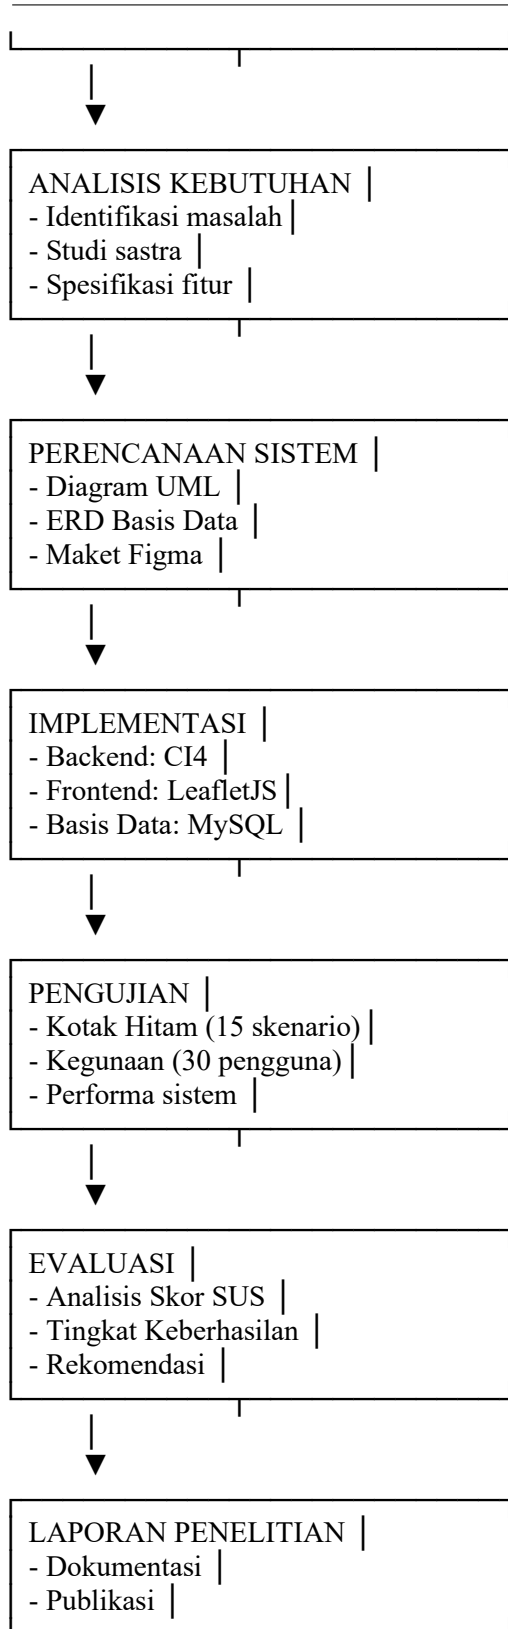 ANALISIS KEBUTUHAN │
- Identifikasi masalah│
- Studi sastra │
- Spesifikasi fitur │
│
▼
PERENCANAAN SISTEM │
- Diagram UML │
- ERD Basis Data │
- Maket Figma │
│
▼
IMPLEMENTASI │
- Backend: CI4 │
- Frontend: LeafletJS│
- Basis Data: MySQL │
│
▼
PENGUJIAN │
- Kotak Hitam (15 skenario)│
- Kegunaan (30 pengguna)│
- Performa sistem │
│
▼
EVALUASI │
- Analisis Skor SUS │
- Tingkat Keberhasilan │
- Rekomendasi │
│
▼
LAPORAN PENELITIAN │
- Dokumentasi │
- Publikasi │